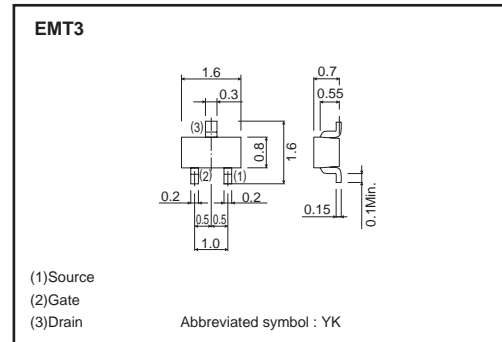 EMT3
1.6
0.3
(3)
0.8
1.6
(2)
(1)
0.2
0.2
0.5 0.5
1.0
0.7
0.55
0.15
0.1Min.
(1)Source
(2)Gate
(3)Drain Abbreviated symbol : YK